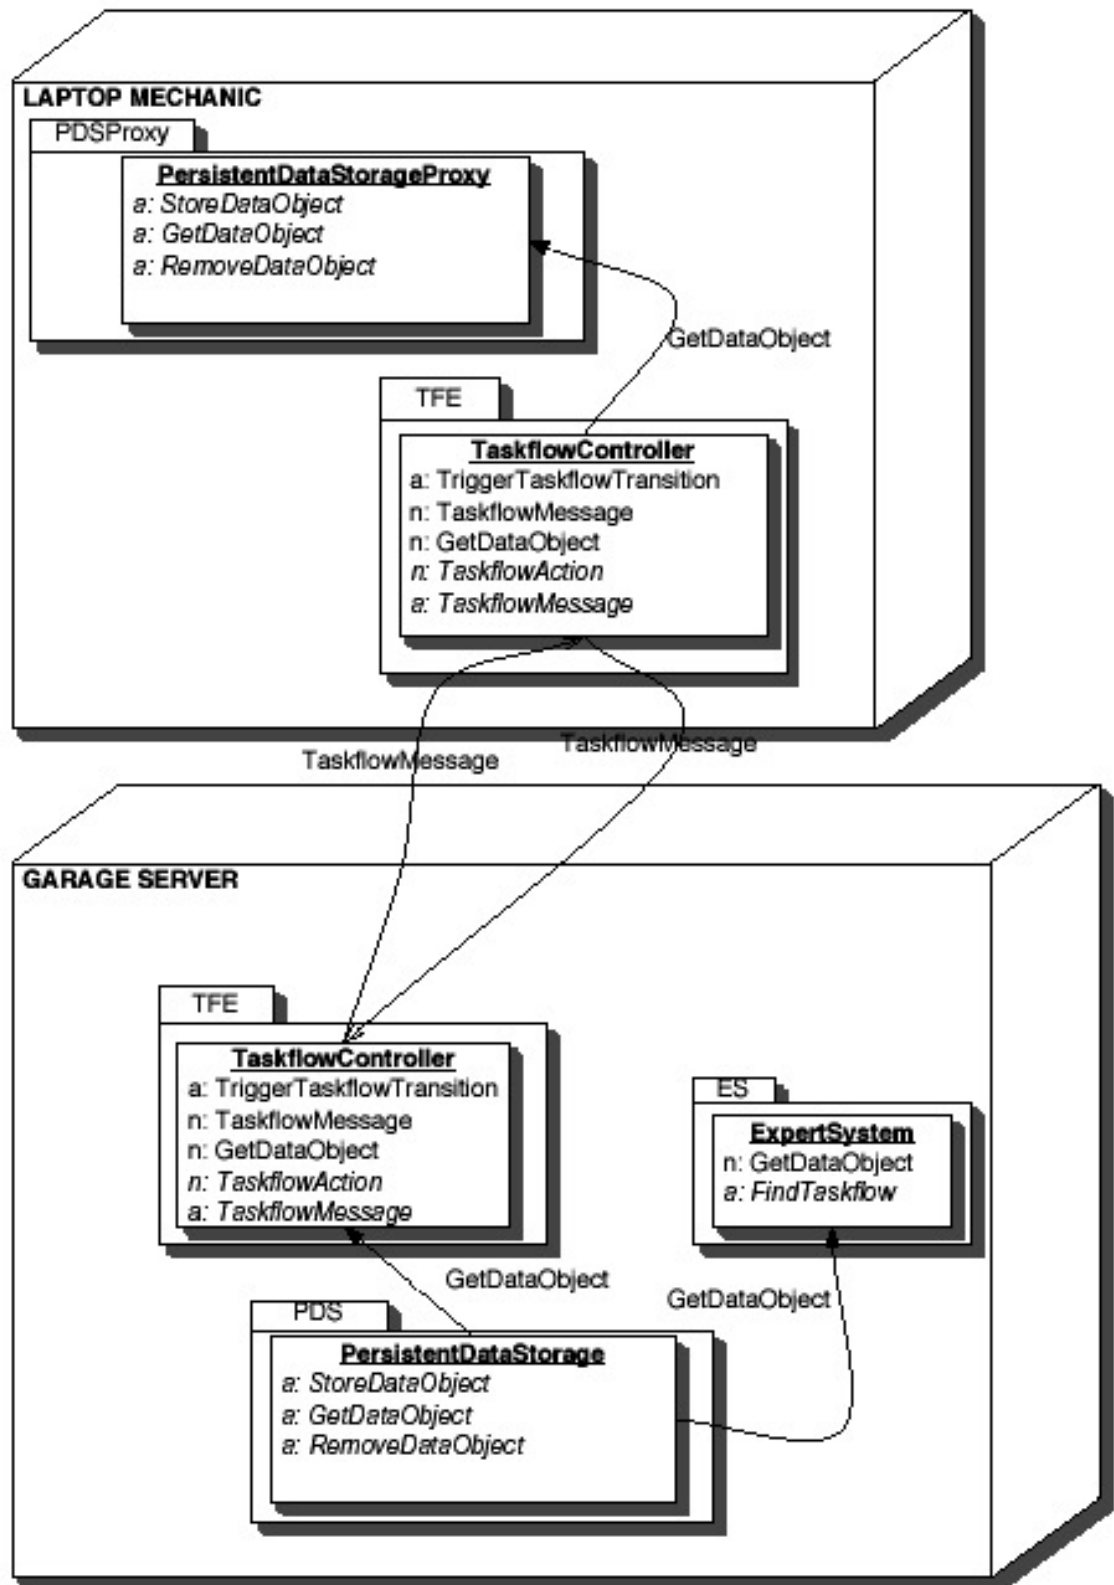 LAPTOP MECHANIC
PDSProxy
PersistentDataStorageProxy
a: StoreDataObject
a: GetDataObject
a: RemoveDataObject
GetDataObject
TFE
TaskflowController
a: TriggerTaskflowTransition
n: TaskflowMessage
n: GetDataObject
n: TaskflowAction
a: TaskflowMessage
TaskflowMessage
TaskflowMessage
GARAGE SERVER
TFE
TaskflowController
a: TriggerTaskflowTransition
n: TaskflowMessage
n: GetDataObject
n: TaskflowAction
a: TaskflowMessage
ES
ExpertSystem
n: GetDataObject
a: FindTaskflow
GetDataObject
GetDataObject
PDS
PersistentDataStorage
a: StoreDataObject
a: GetDataObject
a: RemoveDataObject